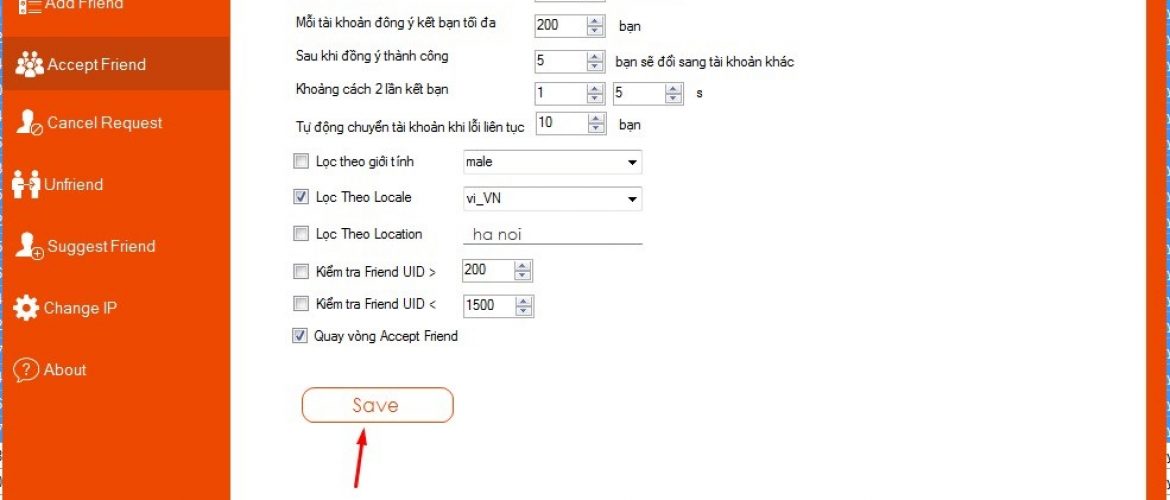 Add Friend
Accept Friend
Cancel Request
Unfriend
Suggest Friend
Change IP
About
Mỗi tài khoản đông ý kết bạn tối đa 200 bạn
Sau khi đồng ý thành công 5 bạn sẽ đổi sang tài khoản khác
Khoảng cách 2 lần kết bạn 1 5 s
Tự động chuyển tài khoản khi lỗi liên tục 10 bạn
Lọc theo giới tính male
Lọc Theo Locale vi_VN
Lọc Theo Location ha noi
Kiểm tra Friend UID > 200
Kiểm tra Friend UID < 1500
Quay vòng Accept Friend
Save